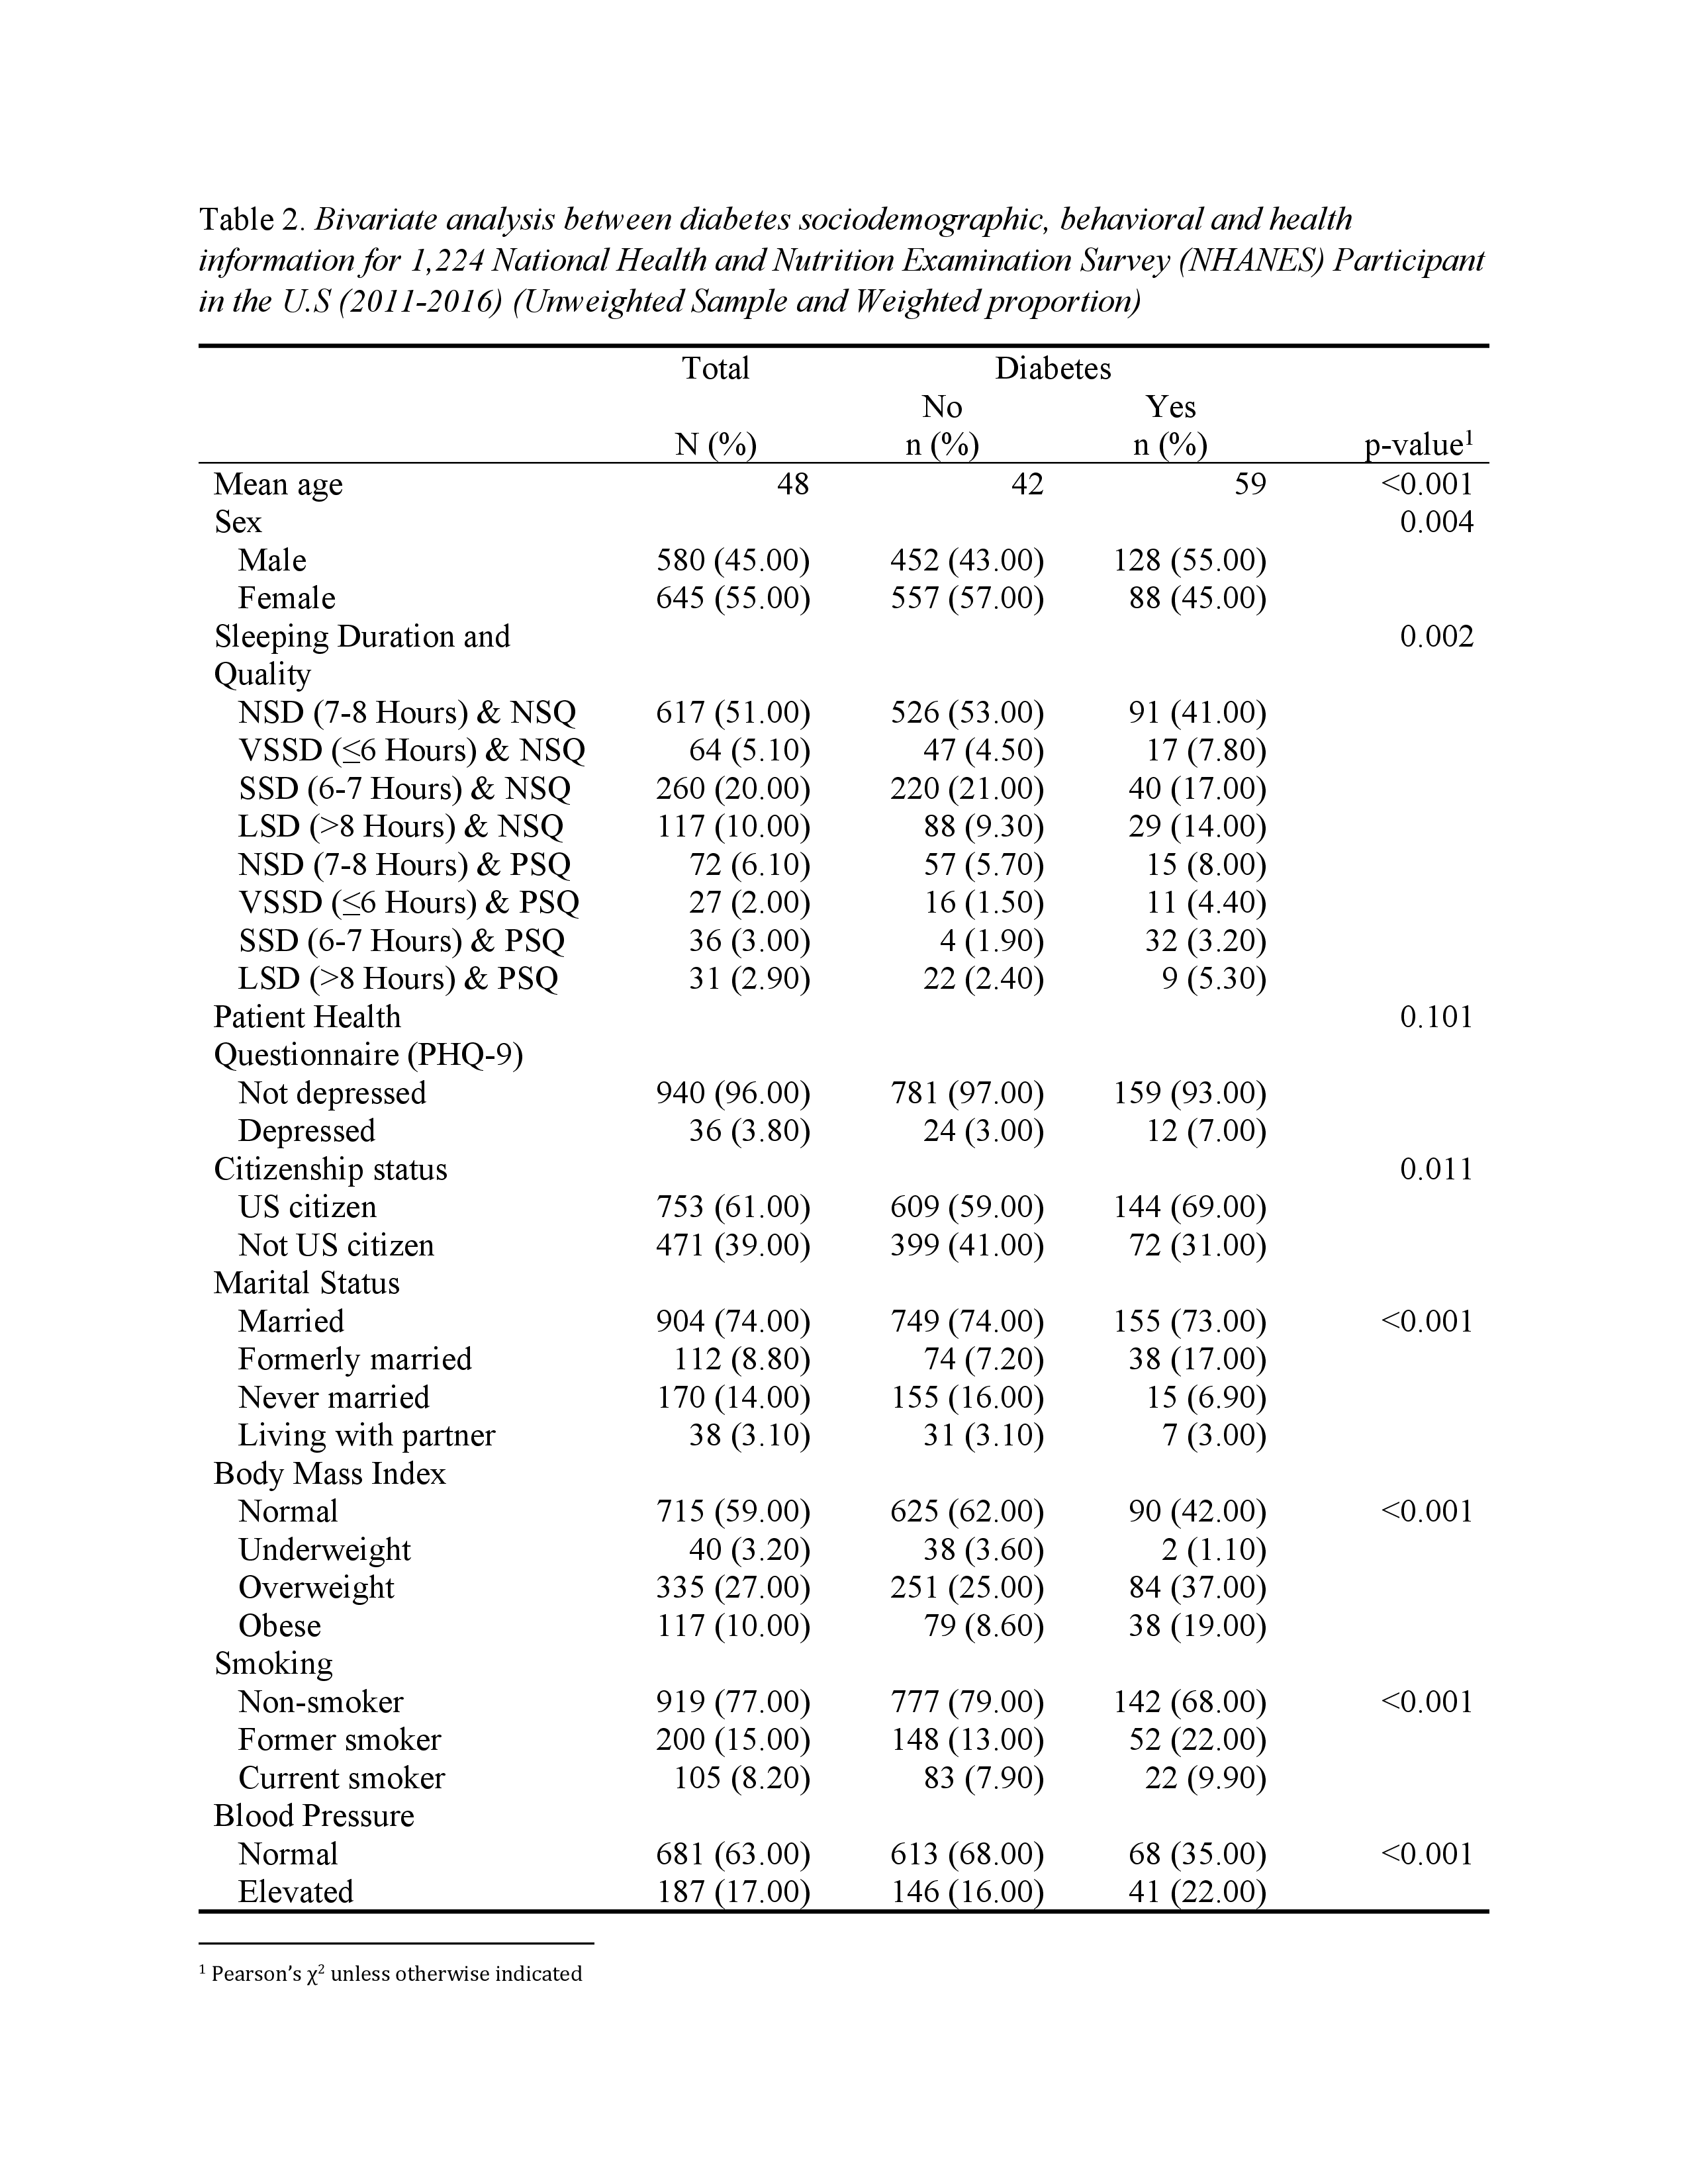 Table 2. Bivariate analysis between diabetes sociodemographic, behavioral and health
information for 1,224 National Health and Nutrition Examination Survey (NHANES) Participant
in the U.S (2011-2016) (Unweighted Sample and Weighted proportion)
Total Diabetes
No Yes
N (%) n (%) n (%) p-value¹
Mean age 48 42 59 <0.001
Sex 0.004
Male 580 (45.00) 452 (43.00) 128 (55.00)
Female 645 (55.00) 557 (57.00) 88 (45.00)
Sleeping Duration and 0.002
Quality
NSD (7-8 Hours) & NSQ 617 (51.00) 526 (53.00) 91 (41.00)
VSSD (≤6 Hours) & NSQ 64 (5.10) 47 (4.50) 17 (7.80)
SSD (6-7 Hours) & NSQ 260 (20.00) 220 (21.00) 40 (17.00)
LSD (>8 Hours) & NSQ 117 (10.00) 88 (9.30) 29 (14.00)
NSD (7-8 Hours) & PSQ 72 (6.10) 57 (5.70) 15 (8.00)
VSSD (≤6 Hours) & PSQ 27 (2.00) 16 (1.50) 11 (4.40)
SSD (6-7 Hours) & PSQ 36 (3.00) 4 (1.90) 32 (3.20)
LSD (>8 Hours) & PSQ 31 (2.90) 22 (2.40) 9 (5.30)
Patient Health 0.101
Questionnaire (PHQ-9)
Not depressed 940 (96.00) 781 (97.00) 159 (93.00)
Depressed 36 (3.80) 24 (3.00) 12 (7.00)
Citizenship status 0.011
US citizen 753 (61.00) 609 (59.00) 144 (69.00)
Not US citizen 471 (39.00) 399 (41.00) 72 (31.00)
Marital Status
Married 904 (74.00) 749 (74.00) 155 (73.00) <0.001
Formerly married 112 (8.80) 74 (7.20) 38 (17.00)
Never married 170 (14.00) 155 (16.00) 15 (6.90)
Living with partner 38 (3.10) 31 (3.10) 7 (3.00)
Body Mass Index
Normal 715 (59.00) 625 (62.00) 90 (42.00) <0.001
Underweight 40 (3.20) 38 (3.60) 2 (1.10)
Overweight 335 (27.00) 251 (25.00) 84 (37.00)
Obese 117 (10.00) 79 (8.60) 38 (19.00)
Smoking
Non-smoker 919 (77.00) 777 (79.00) 142 (68.00) <0.001
Former smoker 200 (15.00) 148 (13.00) 52 (22.00)
Current smoker 105 (8.20) 83 (7.90) 22 (9.90)
Blood Pressure
Normal 681 (63.00) 613 (68.00) 68 (35.00) <0.001
Elevated 187 (17.00) 146 (16.00) 41 (22.00)
¹ Pearson’s χ² unless otherwise indicated